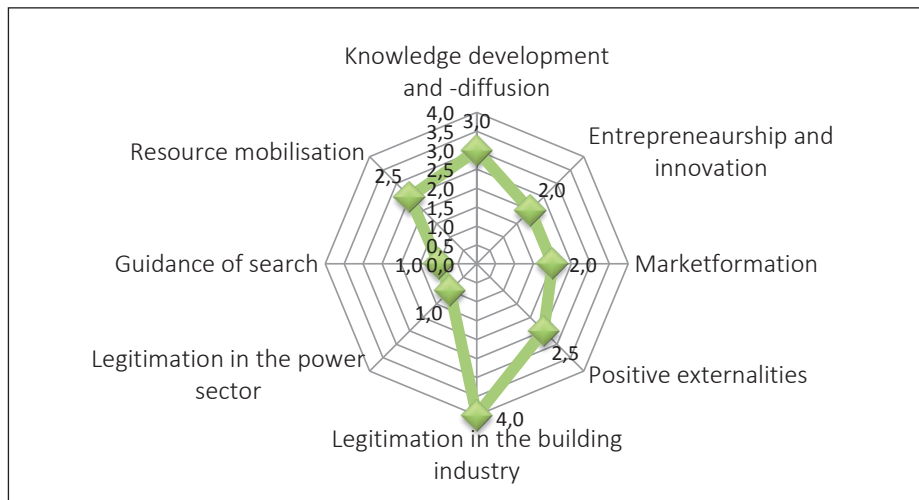 Knowledge development
and -diffusion
4,0
3,0
3,5
3,0
2,5
2,0
1,5
1,0
0,5
0,0
Entrepreneaurship and
innovation
2,0
Resource mobilisation
2,5
Guidance of search
1,0
2,0
Marketformation
1,0
Legitimation in the power
sector
2,5
Positive externalities
4,0
Legitimation in the building
industry